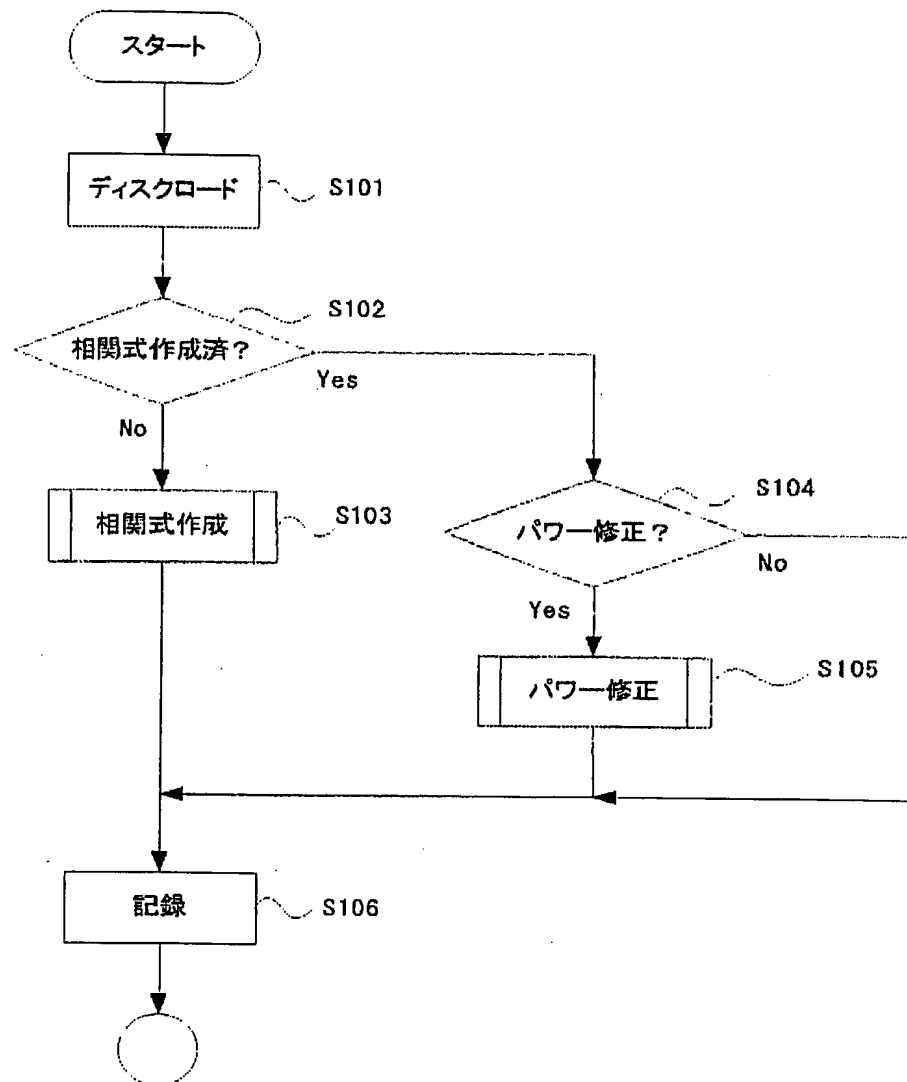 スタート
ディスクロード
S101
S102
相関式作成済?
Yes
No
相関式作成
S103
S104
パワー修正?
No
Yes
パワー修正
S105
記録
S106